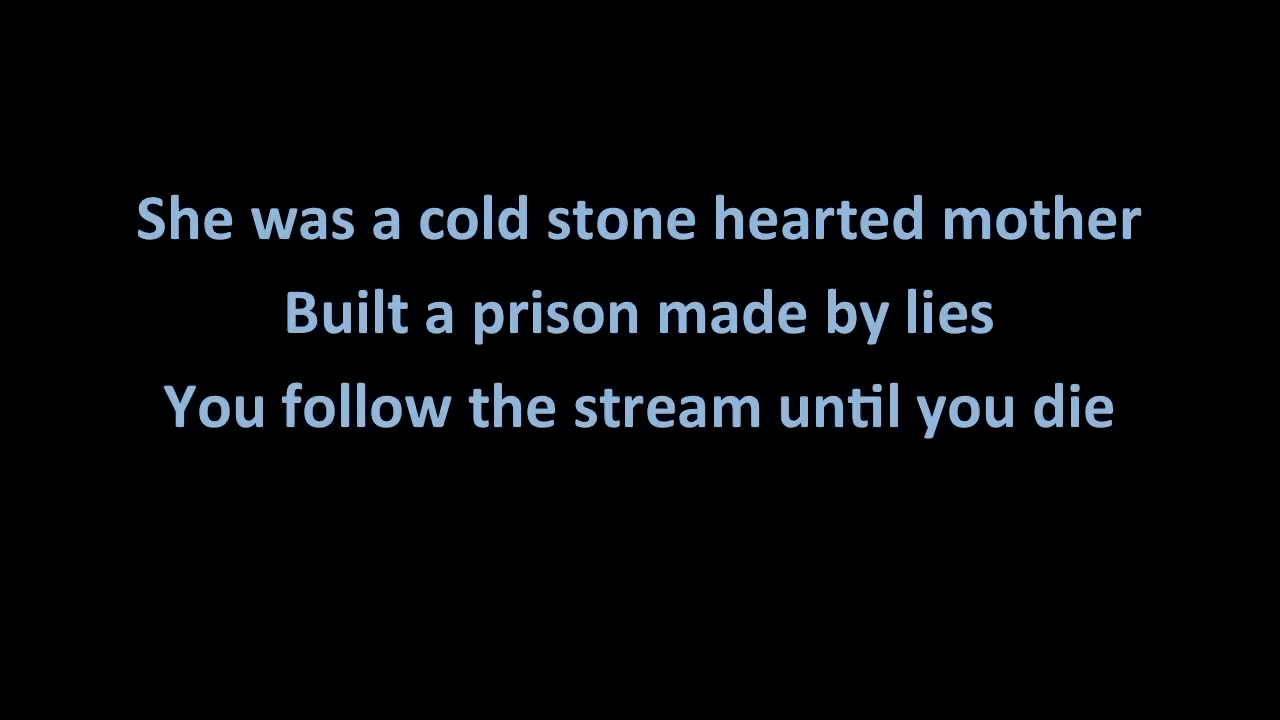 She was a cold stone hearted mother
Built a prison made by lies
You follow the stream until you die